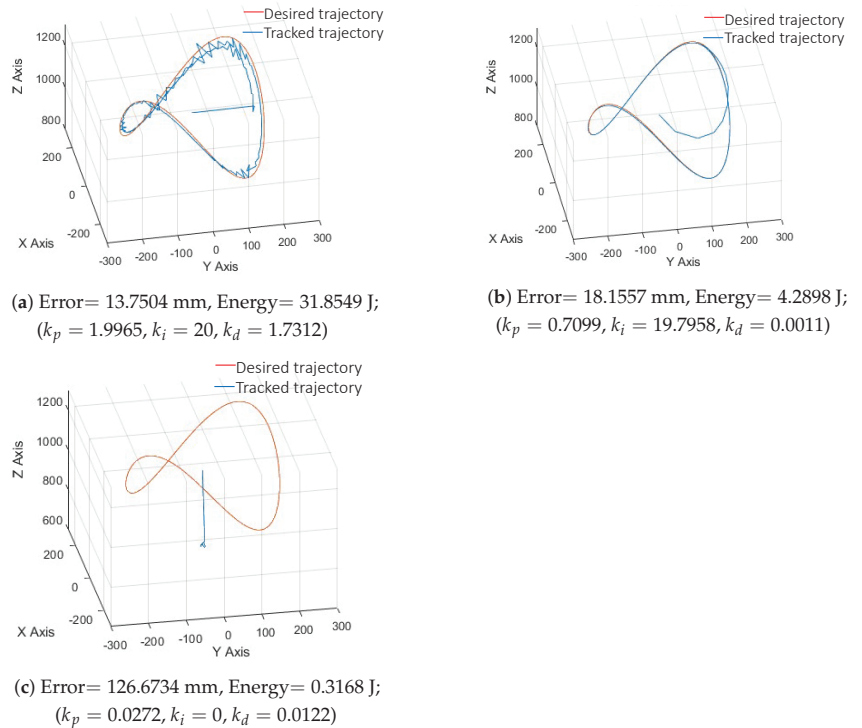 Desired trajectory
Tracked trajectory
1200
1000
800
Z Axis
200
0
-200
X Axis
-300
-200
-100
0
100
200
300
Y Axis
(a) Error= 13.7504 mm, Energy= 31.8549 J;
(kp = 1.9965, ki = 20, kd = 1.7312)
Desired trajectory
Tracked trajectory
1200
1000
800
Z Axis
200
0
-200
X Axis
-300
-200
-100
0
100
200
300
Y Axis
(b) Error= 18.1557 mm, Energy= 4.2898 J;
(kp = 0.7099, ki = 19.7958, kd = 0.0011)
Desired trajectory
Tracked trajectory
1200
1000
800
600
Z Axis
200
0
-200
X Axis
-300
-200
-100
0
100
200
300
Y Axis
(c) Error= 126.6734 mm, Energy= 0.3168 J;
(kp = 0.0272, ki = 0, kd = 0.0122)